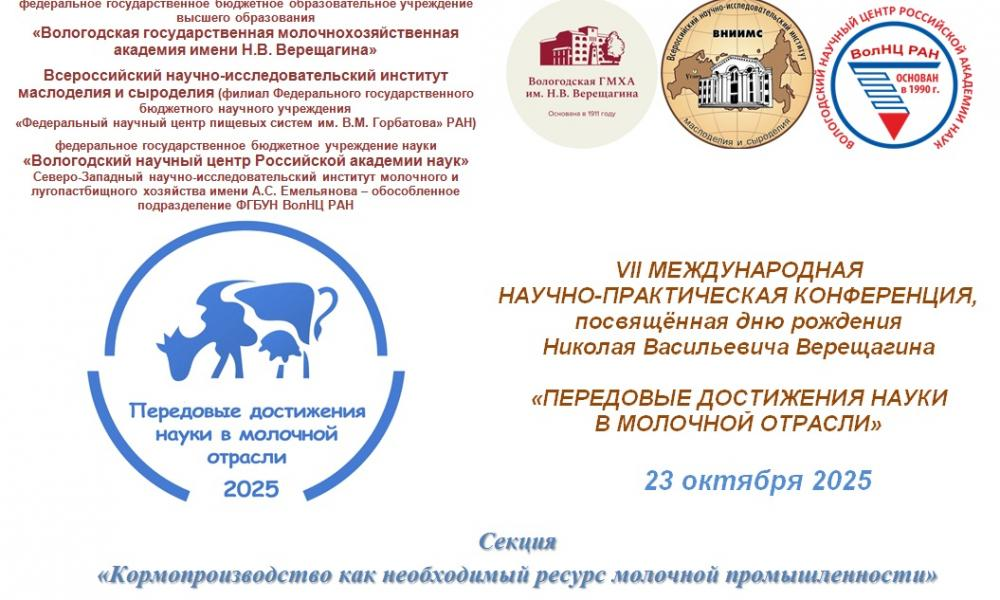 федеральное государственное бюджетное образовательное учреждение
высшего образования
«Вологодская государственная молочнохозяйственная
академия имени Н.В. Верещагина»
Всероссийский научно-исследовательский институт
маслоделия и сыроделия (филиал Федерального государственного
бюджетного научного учреждения
«Федеральный научный центр пищевых систем им. В.М. Горбатова» РАН)
федеральное государственное бюджетное учреждение науки
«Вологодский научный центр Российской академии наук»
Северо-Западный научно-исследовательский институт молочного и
лугопастбищного хозяйства имени А.С. Емельянова – обособленное
подразделение ФГБУН ВолНЦ РАН
Вологодская ГМХА
им. Н.В. Верещагина
Основана в 1911 году
Всероссийский научно-исследовательский институт
ВНИИМС
маслоделия и сыроделия
ВОЛОГОДСКИЙ НАУЧНЫЙ ЦЕНТР РОССИЙСКОЙ АКАДЕМИИ НАУК
ВолНЦ РАН
ОСНОВАН
в 1990 г.
Передовые достижения
науки в молочной
отрасли
2025
VII МЕЖДУНАРОДНАЯ
НАУЧНО-ПРАКТИЧЕСКАЯ КОНФЕРЕНЦИЯ,
посвящённая дню рождения
Николая Васильевича Верещагина
«ПЕРЕДОВЫЕ ДОСТИЖЕНИЯ НАУКИ
В МОЛОЧНОЙ ОТРАСЛИ»
23 октября 2025
Секция
«Кормопроизводство как необходимый ресурс молочной промышленности»